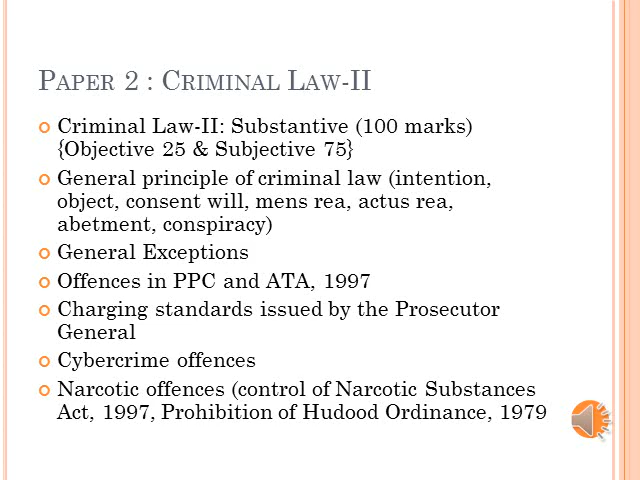 PAPER 2 : CRIMINAL LAW-II
Criminal Law-II: Substantive (100 marks)
{Objective 25 & Subjective 75}
General principle of criminal law (intention,
object, consent will, mens rea, actus rea,
abetment, conspiracy)
General Exceptions
Offences in PPC and ATA, 1997
Charging standards issued by the Prosecutor
General
Cybercrime offences
Narcotic offences (control of Narcotic Substances
Act, 1997, Prohibition of Hudood Ordinance, 1979